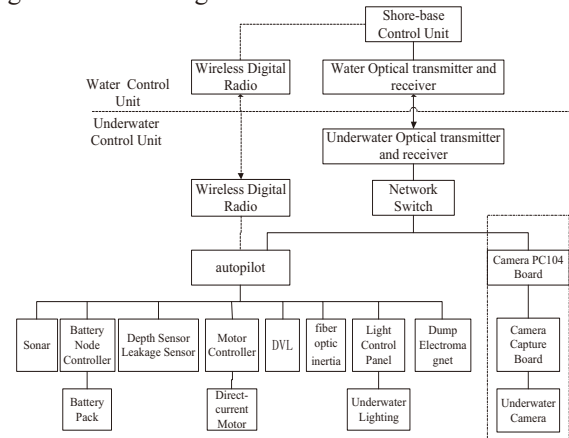 Shore-base
Control Unit
Wireless Digital
Radio
Water Optical transmitter and
receiver
Water Control
Unit
Underwater
Control Unit
Underwater Optical transmitter
and receiver
Wireless Digital
Radio
Network
Switch
autopilot
Camera PC104
Board
Sonar
Battery
Node
Controller
Depth Sensor
Leakage Sensor
Motor
Controller
DVL
fiber
optic
inertia
Light
Control
Panel
Dump
Electroma
gnet
Camera
Capture
Board
Battery
Pack
Direct-
current
Motor
Underwater
Lighting
Underwater
Camera